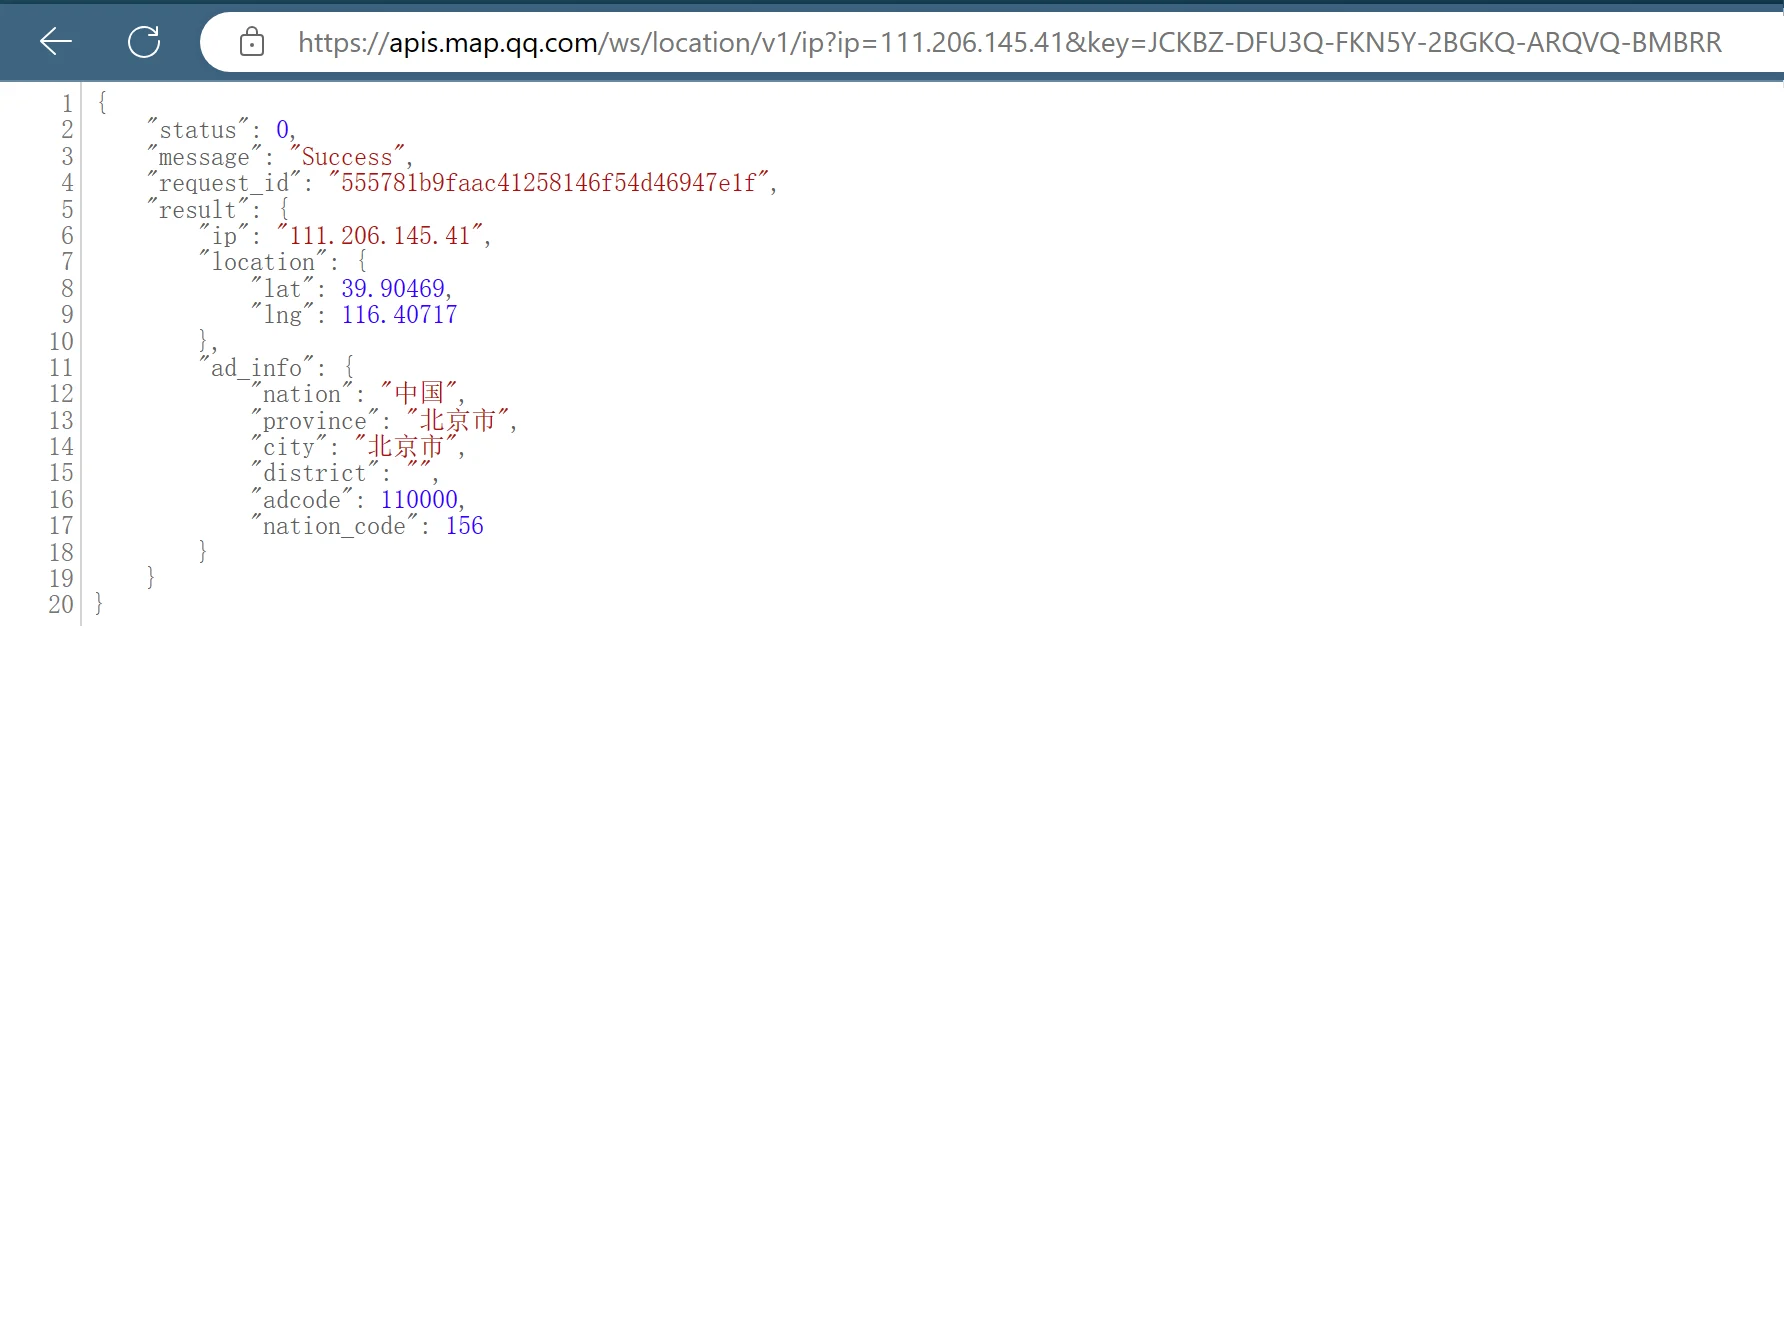 https://apis.map.qq.com/ws/location/v1/ip?ip=111.206.145.41&key=JCKBZ-DFU3Q-FKN5Y-2BGKQ-ARQVQ-BMBRR
1 {
2 "status": 0,
3 "message": "Success",
4 "request_id": "555781b9faac41258146f54d46947e1f",
5 "result": {
6 "ip": "111.206.145.41",
7 "location": {
8 "lat": 39.90469,
9 "lng": 116.40717
10 },
11 "ad_info": {
12 "nation": "中国",
13 "province": "北京市",
14 "city": "北京市",
15 "district": "",
16 "adcode": 110000,
17 "nation_code": 156
18 }
19 }
20 }